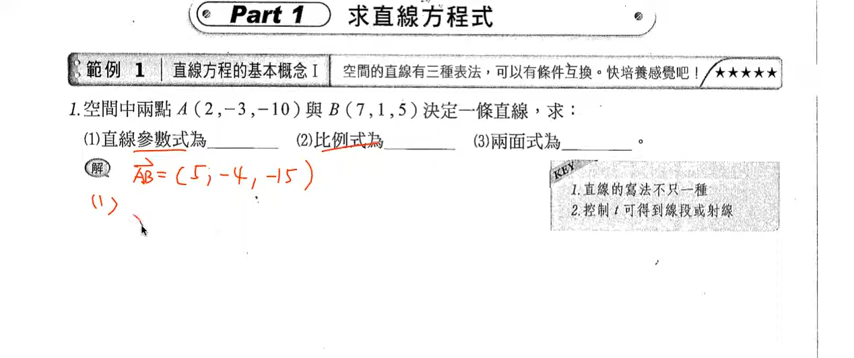 Part 1 求直線方程式
範例 1 直線方程的基本概念 I 空間的直線有三種表法，可以有條件互換。快培養感覺吧！ ★★★★★
1.空間中兩點 A(2,−3,−10) 與 B(7,1,5) 決定一條直線，求：
(1)直線參數式為________ (2)比例式為________ (3)兩面式為________。
解 AB⃗ = (5, -4, -15)
(1)
KEY
1.直線的寫法不只一種
2.控制 t 可得到線段或射線